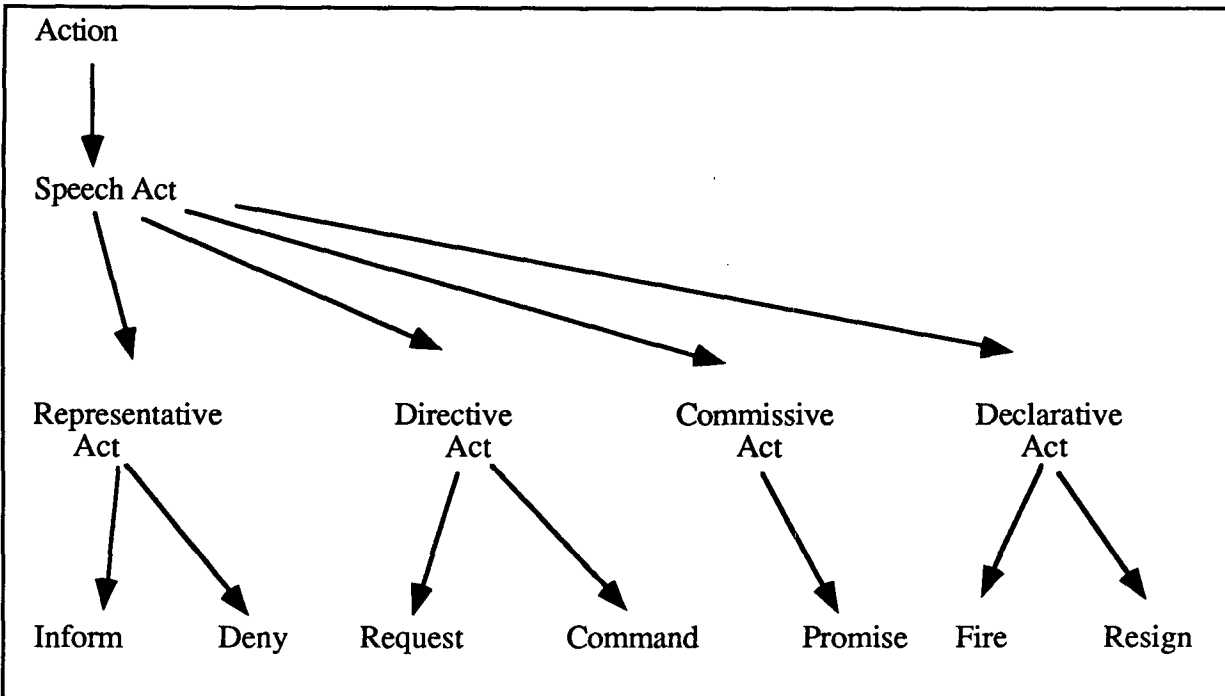 Action
Speech Act
Representative Act
Directive Act
Commissive Act
Declarative Act
Inform
Deny
Request
Command
Promise
Fire
Resign